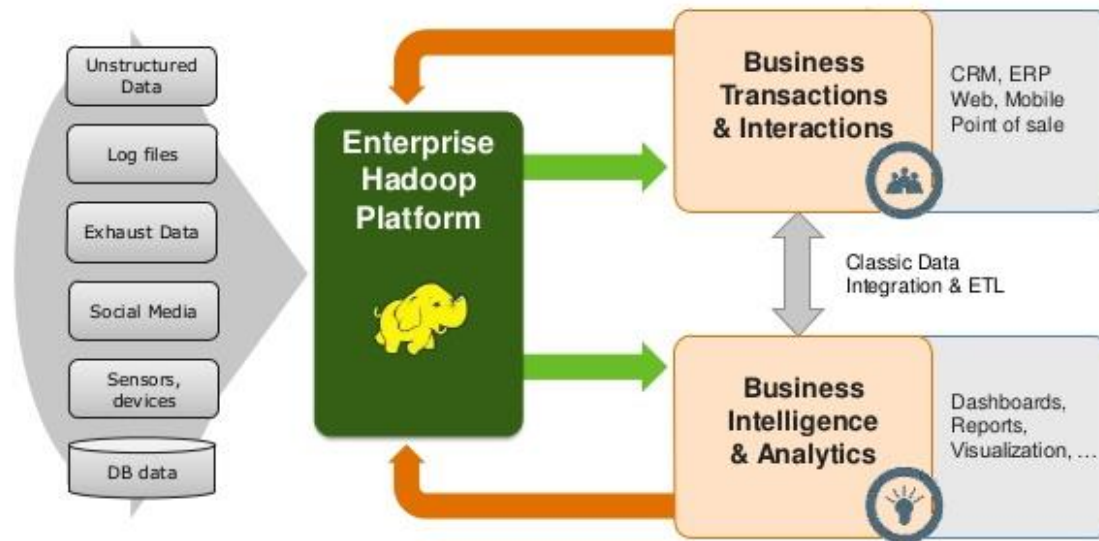 Unstructured
Data
Log files
Exhaust Data
Social Media
Sensors,
devices
DB data
Enterprise
Hadoop
Platform
Business
Transactions
& Interactions
CRM, ERP
Web, Mobile
Point of sale
Classic Data
Integration & ETL
Business
Intelligence
& Analytics
Dashboards,
Reports,
Visualization, …